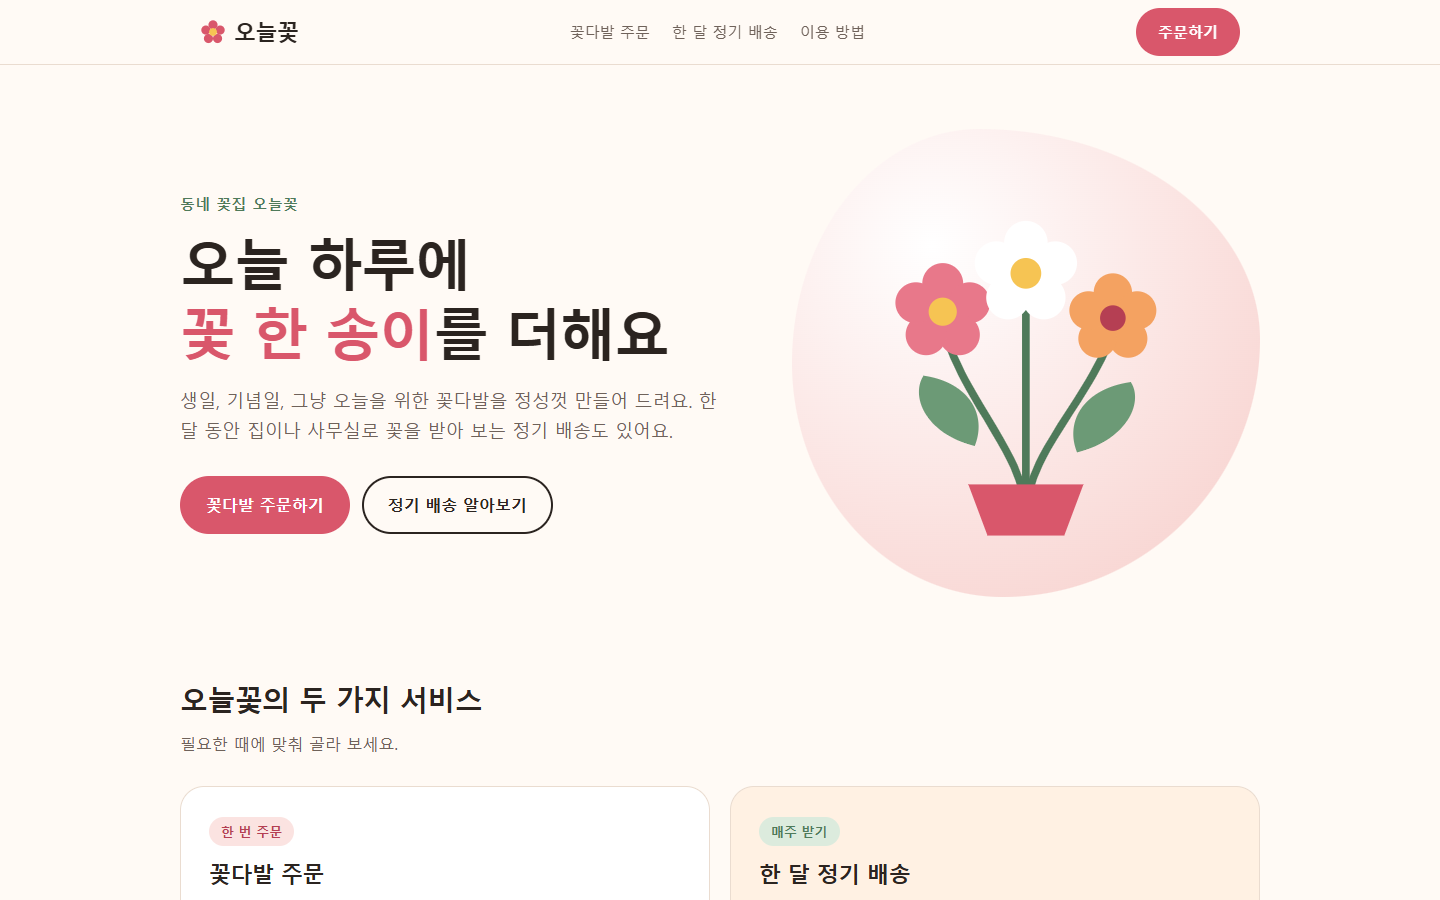 오늘꽃
꽃다발 주문
한 달 정기 배송
이용 방법
주문하기
동네 꽃집 오늘꽃
오늘 하루에
꽃 한 송이를 더해요
생일, 기념일, 그냥 오늘을 위한 꽃다발을 정성껏 만들어 드려요. 한
달 동안 집이나 사무실로 꽃을 받아 보는 정기 배송도 있어요.
꽃다발 주문하기
정기 배송 알아보기
오늘꽃의 두 가지 서비스
필요한 때에 맞춰 골라 보세요.
한 번 주문
꽃다발 주문
매주 받기
한 달 정기 배송